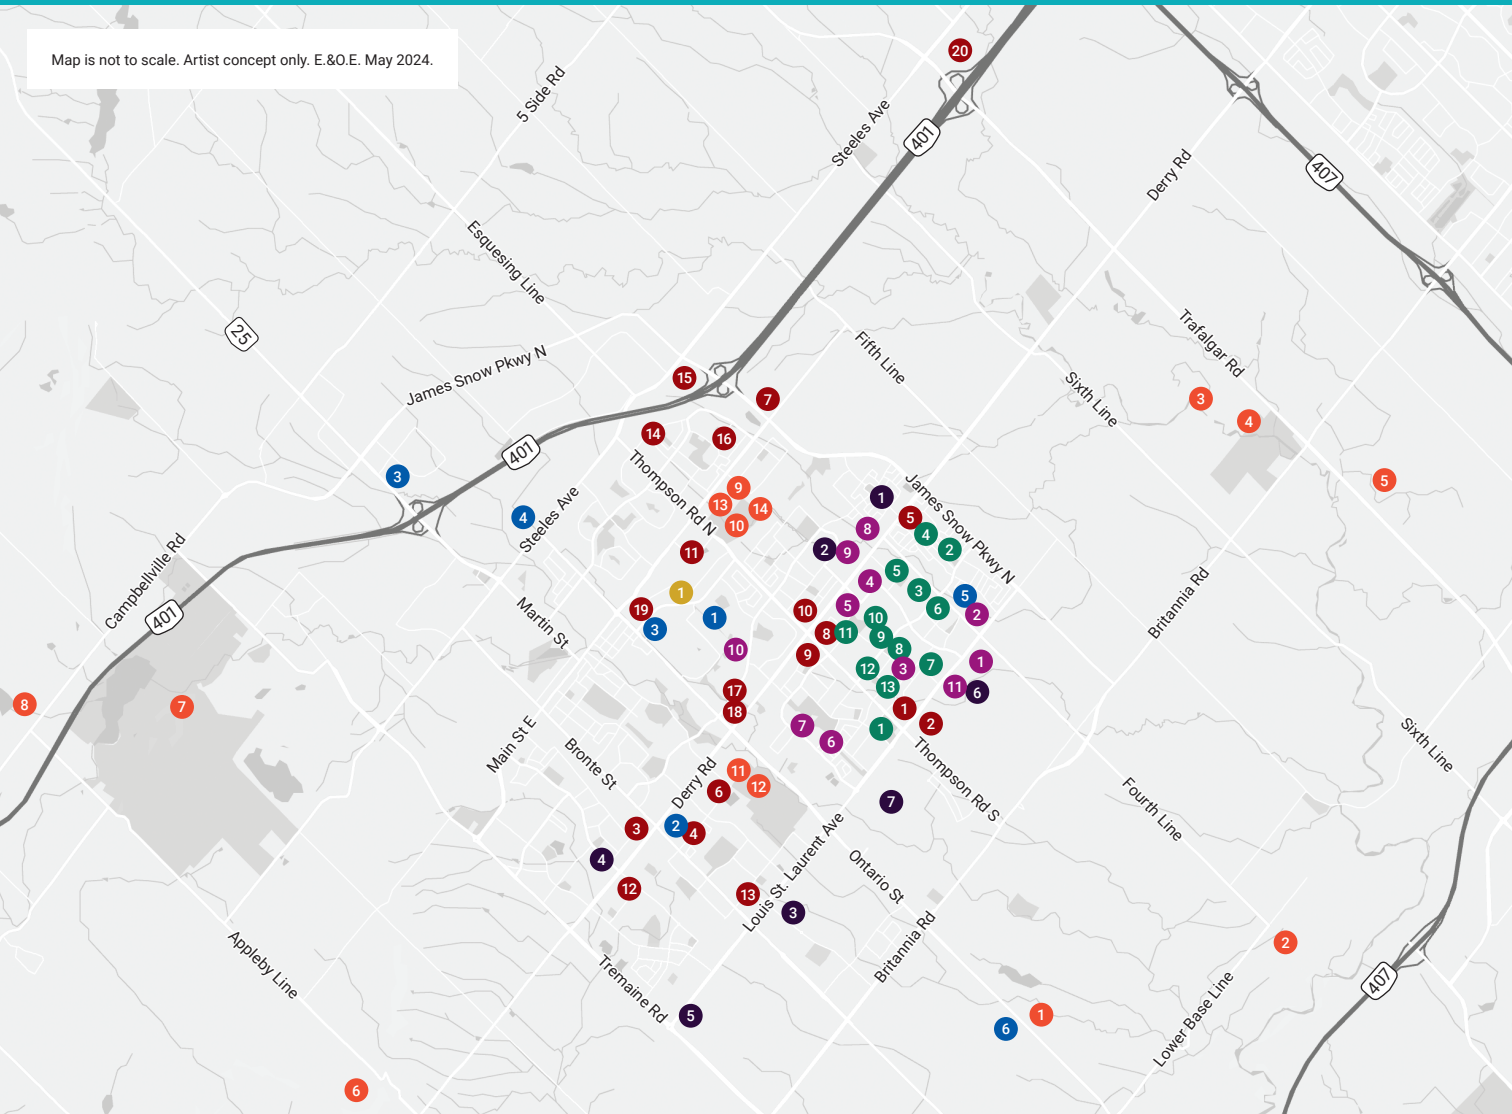 20
Map is not to scale. Artist concept only. E.&O.E. May 2024.
5 Side Rd
Steeles Ave
401
407
Derry Rd
Esquesing Line
25
Trafalgar Rd
James Snow Pkwy N
Fifth Line
Sixth Line
15
7
3
4
14
16
401
3
Thompson Rd N
James Snow Pkwy N
5
9
1
13
14
4
Steeles Ave
5
10
8
4
11
2
9
2
Campbellville Rd
5
4
3
1
5
Britannia Rd
401
Martin St
19
10
5
6
2
3
1
10
8
11
9
10
9
8
12
3
7
1
17
13
11
6
8
7
18
1
2
7
6
1
Main St E
Bronte St
Thompson Rd S
Sixth Line
11
Derry Rd
12
6
7
Fourth Line
3
2
4
Louis St. Laurent Ave
4
12
13
Ontario St
3
Britannia Rd
2
Appleby Line
Tremaine Rd
407
5
1
6
Lower Base Line
6